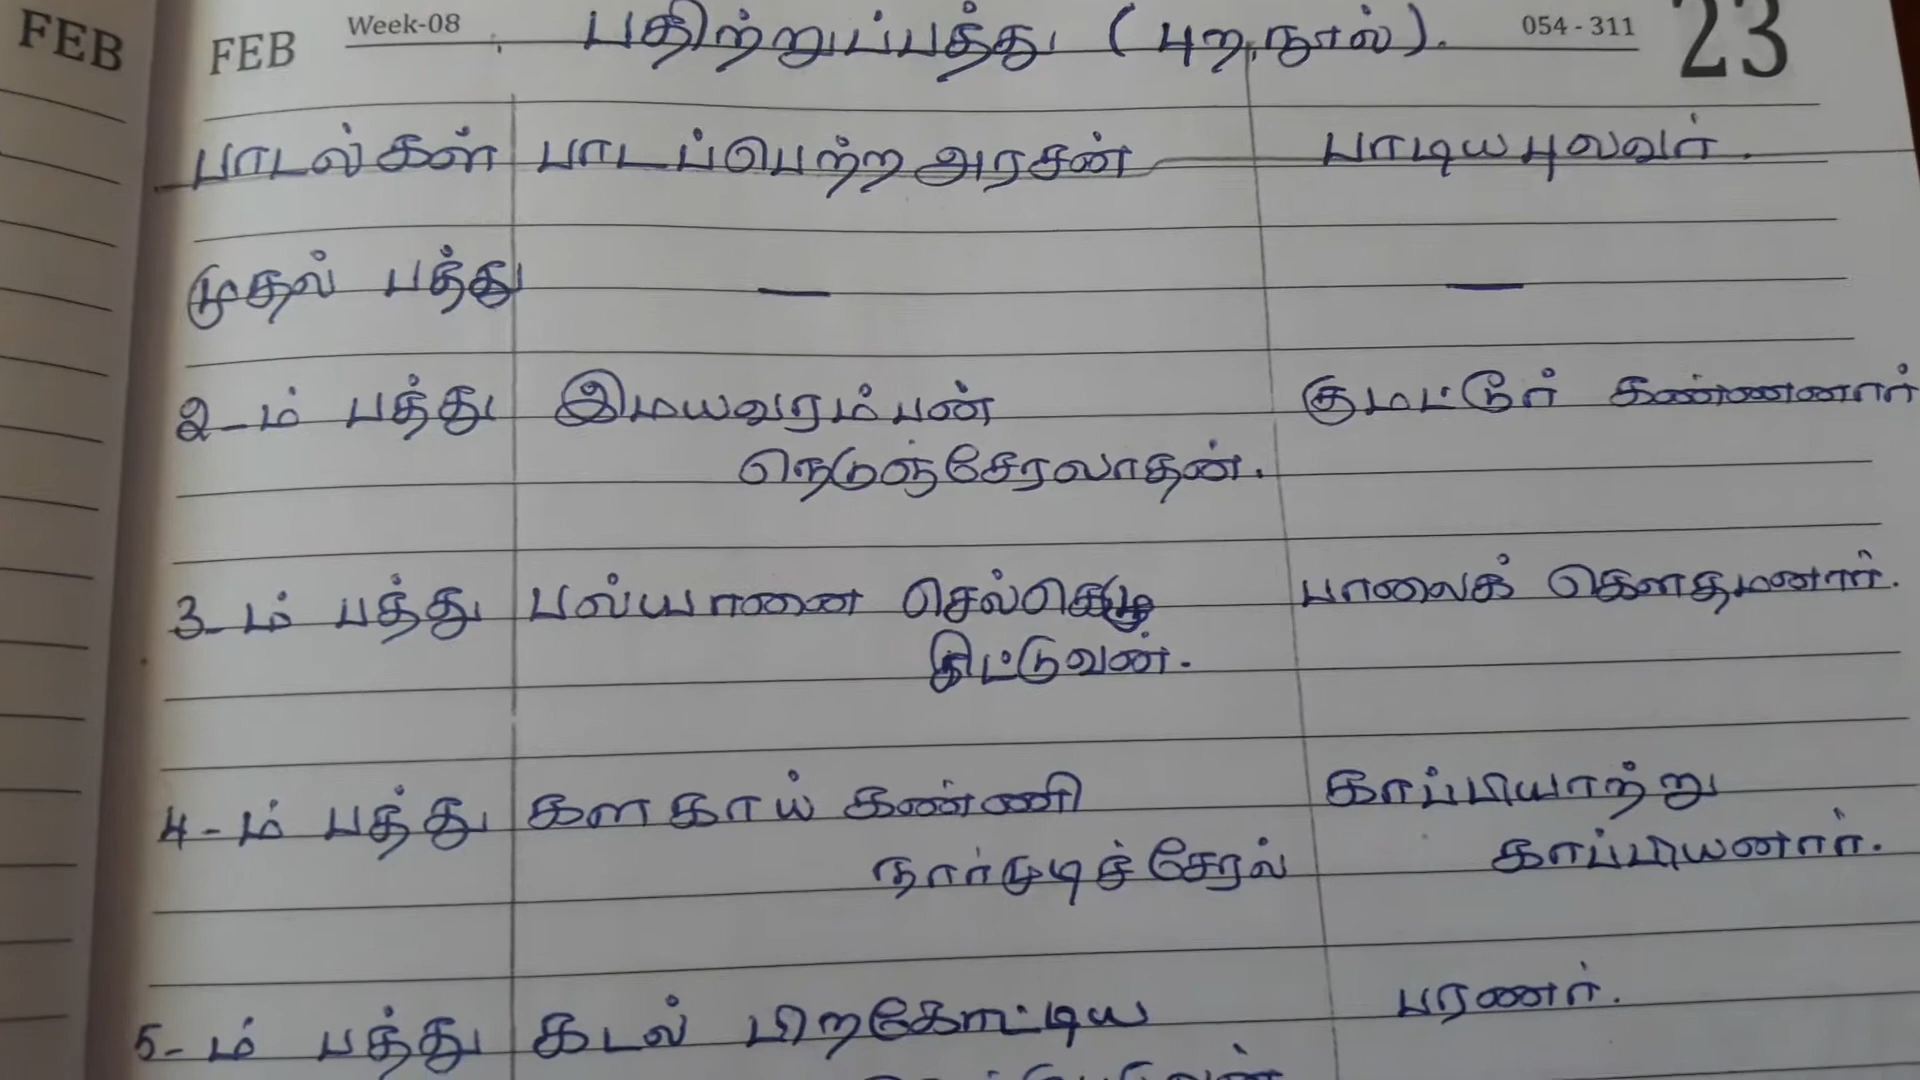 FEB
FEB Week-08 பதிற்றுப்பத்து (புறநூல்). 054 - 311 23
பாடல்கள் பாடப்பெற்ற அரசன் பாடிய புலவர்.
முதல் பத்து — —
2-ம் பத்து இமயவரம்பன் குமட்டூர் கண்ணனார்
நெடுஞ்சேரலாதன்.
3-ம் பத்து பல்யானை செல்கெழு பாலைக் கௌதமனார்.
குட்டுவன்.
4-ம் பத்து களகாய் கண்ணி காப்பியாற்று
நார்முடிச்சேரல் காப்பியனார்.
5-ம் பத்து கடல் பிறகோட்டிய பரணர்.